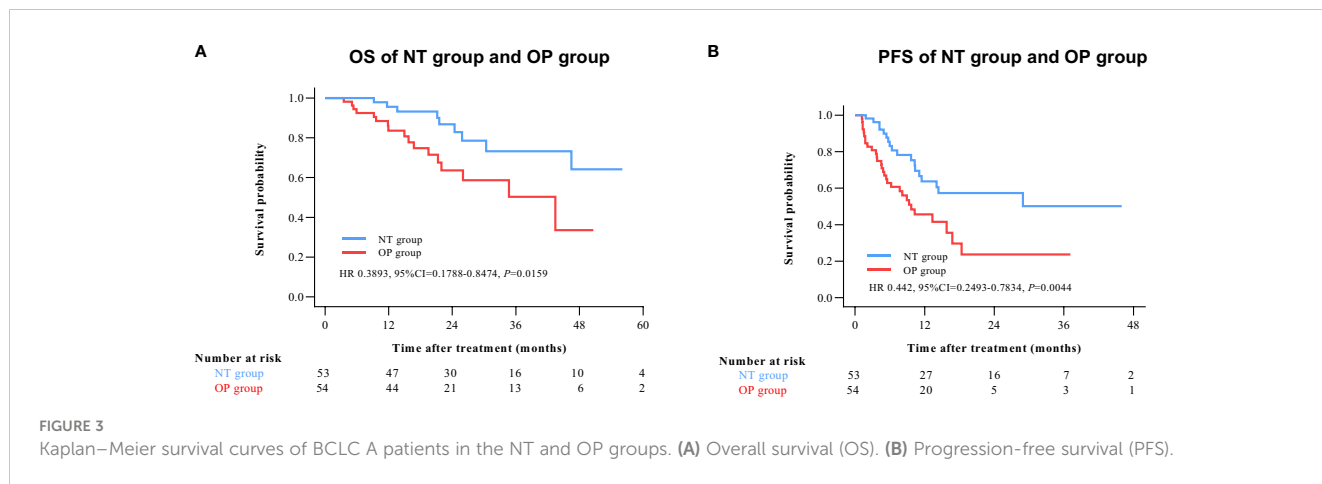 A
OS of NT group and OP group
Survival probability
1.0
0.8
0.6
0.4
0.2
0.0
NT group
OP group
HR 0.3893, 95%CI=0.1788-0.8474, P=0.0159
0 12 24 36 48 60
Time after treatment (months)
Number at risk
NT group 53 47 30 16 10 4
OP group 54 44 21 13 6 2
B
PFS of NT group and OP group
Survival probability
1.0
0.8
0.6
0.4
0.2
0.0
NT group
OP group
HR 0.442, 95%CI=0.2493-0.7834, P=0.0044
0 12 24 36 48
Time after treatment (months)
Number at risk
NT group 53 27 16 7 2
OP group 54 20 5 3 1
FIGURE 3
Kaplan–Meier survival curves of BCLC A patients in the NT and OP groups. (A) Overall survival (OS). (B) Progression-free survival (PFS).